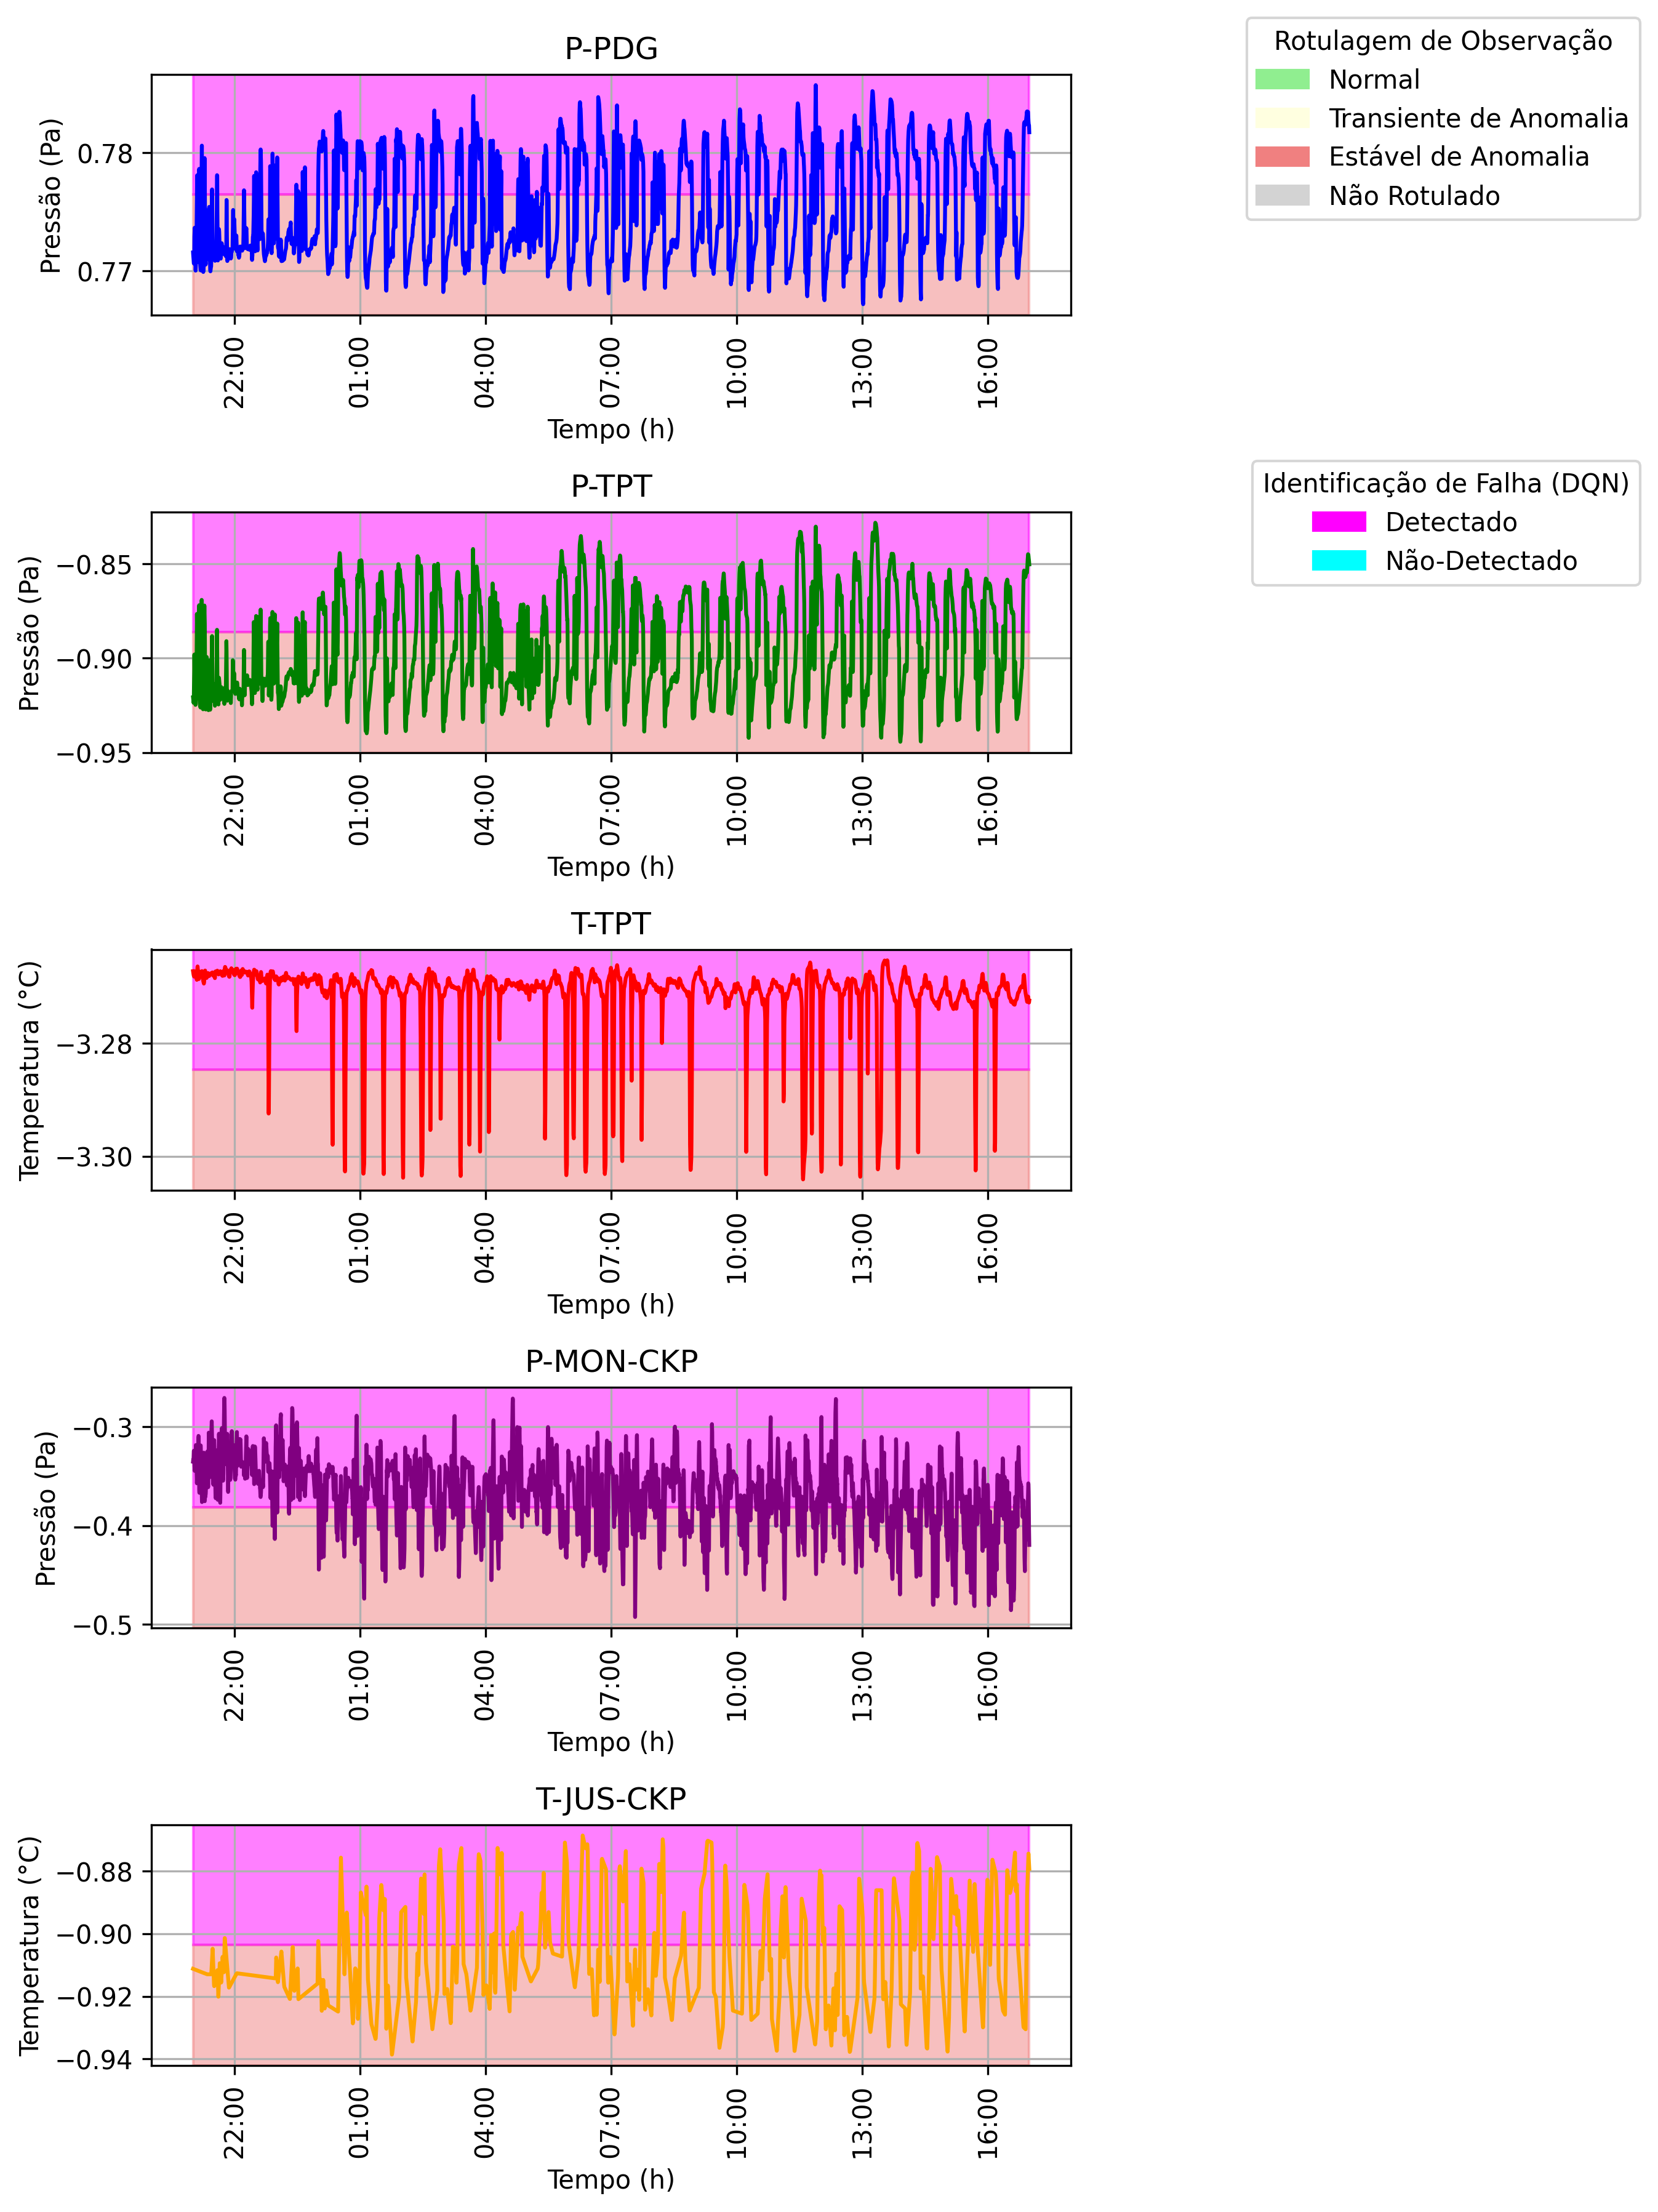 P-PDG
Pressão (Pa)
0.78
0.77
22:00
01:00
04:00
07:00
10:00
13:00
16:00
Tempo (h)
Rotulagem de Observação
Normal
Transiente de Anomalia
Estável de Anomalia
Não Rotulado
P-TPT
Pressão (Pa)
−0.85
−0.90
−0.95
22:00
01:00
04:00
07:00
10:00
13:00
16:00
Tempo (h)
Identificação de Falha (DQN)
Detectado
Não-Detectado
T-TPT
Temperatura (°C)
−3.28
−3.30
22:00
01:00
04:00
07:00
10:00
13:00
16:00
Tempo (h)
P-MON-CKP
Pressão (Pa)
−0.3
−0.4
−0.5
22:00
01:00
04:00
07:00
10:00
13:00
16:00
Tempo (h)
T-JUS-CKP
Temperatura (°C)
−0.88
−0.90
−0.92
−0.94
22:00
01:00
04:00
07:00
10:00
13:00
16:00
Tempo (h)